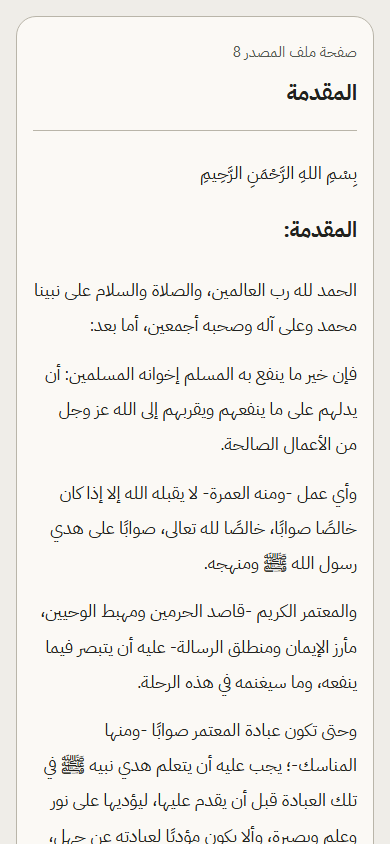 صفحة ملف المصدر 8
المقدمة
بِسْمِ اللهِ الرَّحْمَنِ الرَّحِيمِ
المقدمة:
الحمد لله رب العالمين، والصلاة والسلام على نبينا
محمد وعلى آله وصحبه أجمعين، أما بعد:
فإن خير ما ينفع به المسلم إخوانه المسلمين: أن
يدلهم على ما ينفعهم ويقربهم إلى الله عز وجل
من الأعمال الصالحة.
وأي عمل -ومنه العمرة- لا يقبله الله إلا إذا كان
خالصًا صوابًا، خالصًا لله تعالى، صوابًا على هدي
رسول الله ﷺ ومنهجه.
والمعتمر الكريم -قاصد الحرمين ومهبط الوحيين،
مأرز الإيمان ومنطلق الرسالة- عليه أن يتبصر فيما
ينفعه، وما سيغنمه في هذه الرحلة.
وحتى تكون عبادة المعتمر صوابًا -ومنها
المناسك-؛ يجب عليه أن يتعلم هدي نبيه ﷺ في
تلك العبادة قبل أن يقدم عليها، ليؤديها على نور
وعلم وبصيرة، وألا يكون مؤديًا لعبادته عن جهل،